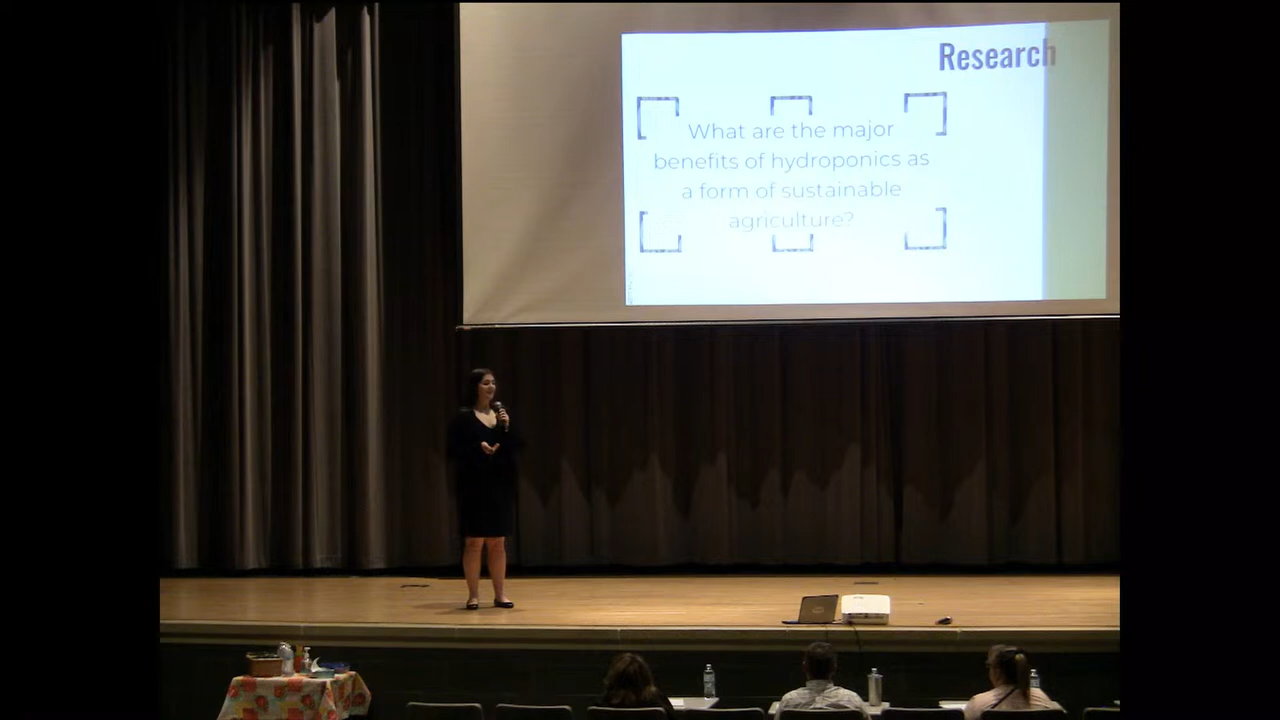 Research
What are the major
benefits of hydroponics as
a form of sustainable
agriculture?